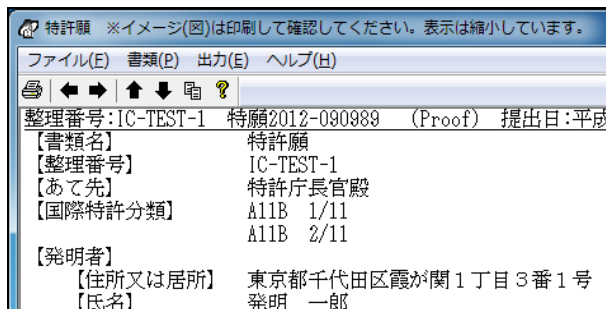 特許願 ※イメージ(図)は印刷して確認してください。表示は縮小しています。
ファイル(F) 書類(P) 出力(E) ヘルプ(H)
整理番号:IC-TEST-1 特願2012-090989 (Proof) 提出日:平成
【書類名】 特許願
【整理番号】 IC-TEST-1
【あて先】 特許庁長官殿
【国際特許分類】 A11B 1/11
A11B 2/11
【発明者】
【住所又は居所】 東京都千代田区霞が関1丁目3番1号
【氏名】 発明 一郎